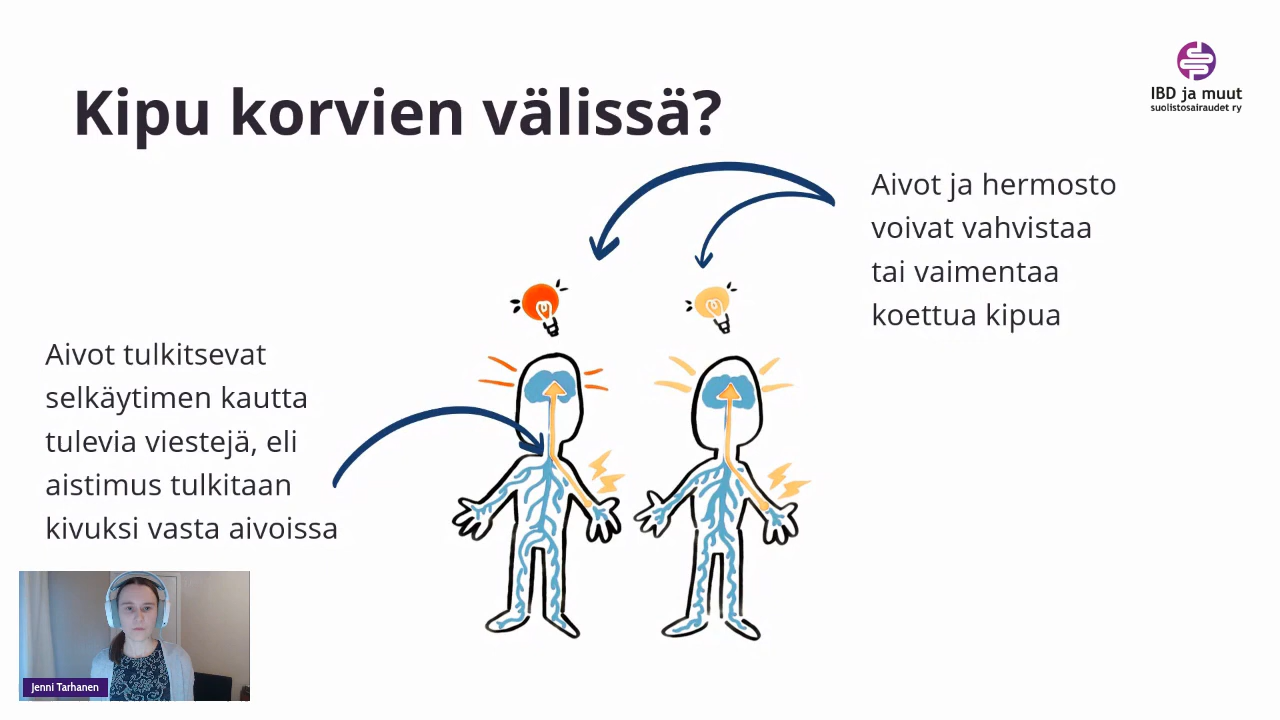 Kipu korvien välissä?
IBD ja muut
suolistosairaudet ry
Aivot ja hermosto
voivat vahvistaa
tai vaimentaa
koettua kipua
Aivot tulkitsevat
selkäytimen kautta
tulevia viestejä, eli
aistimus tulkitaan
kivuksi vasta aivoissa
Jenni Tarhanen